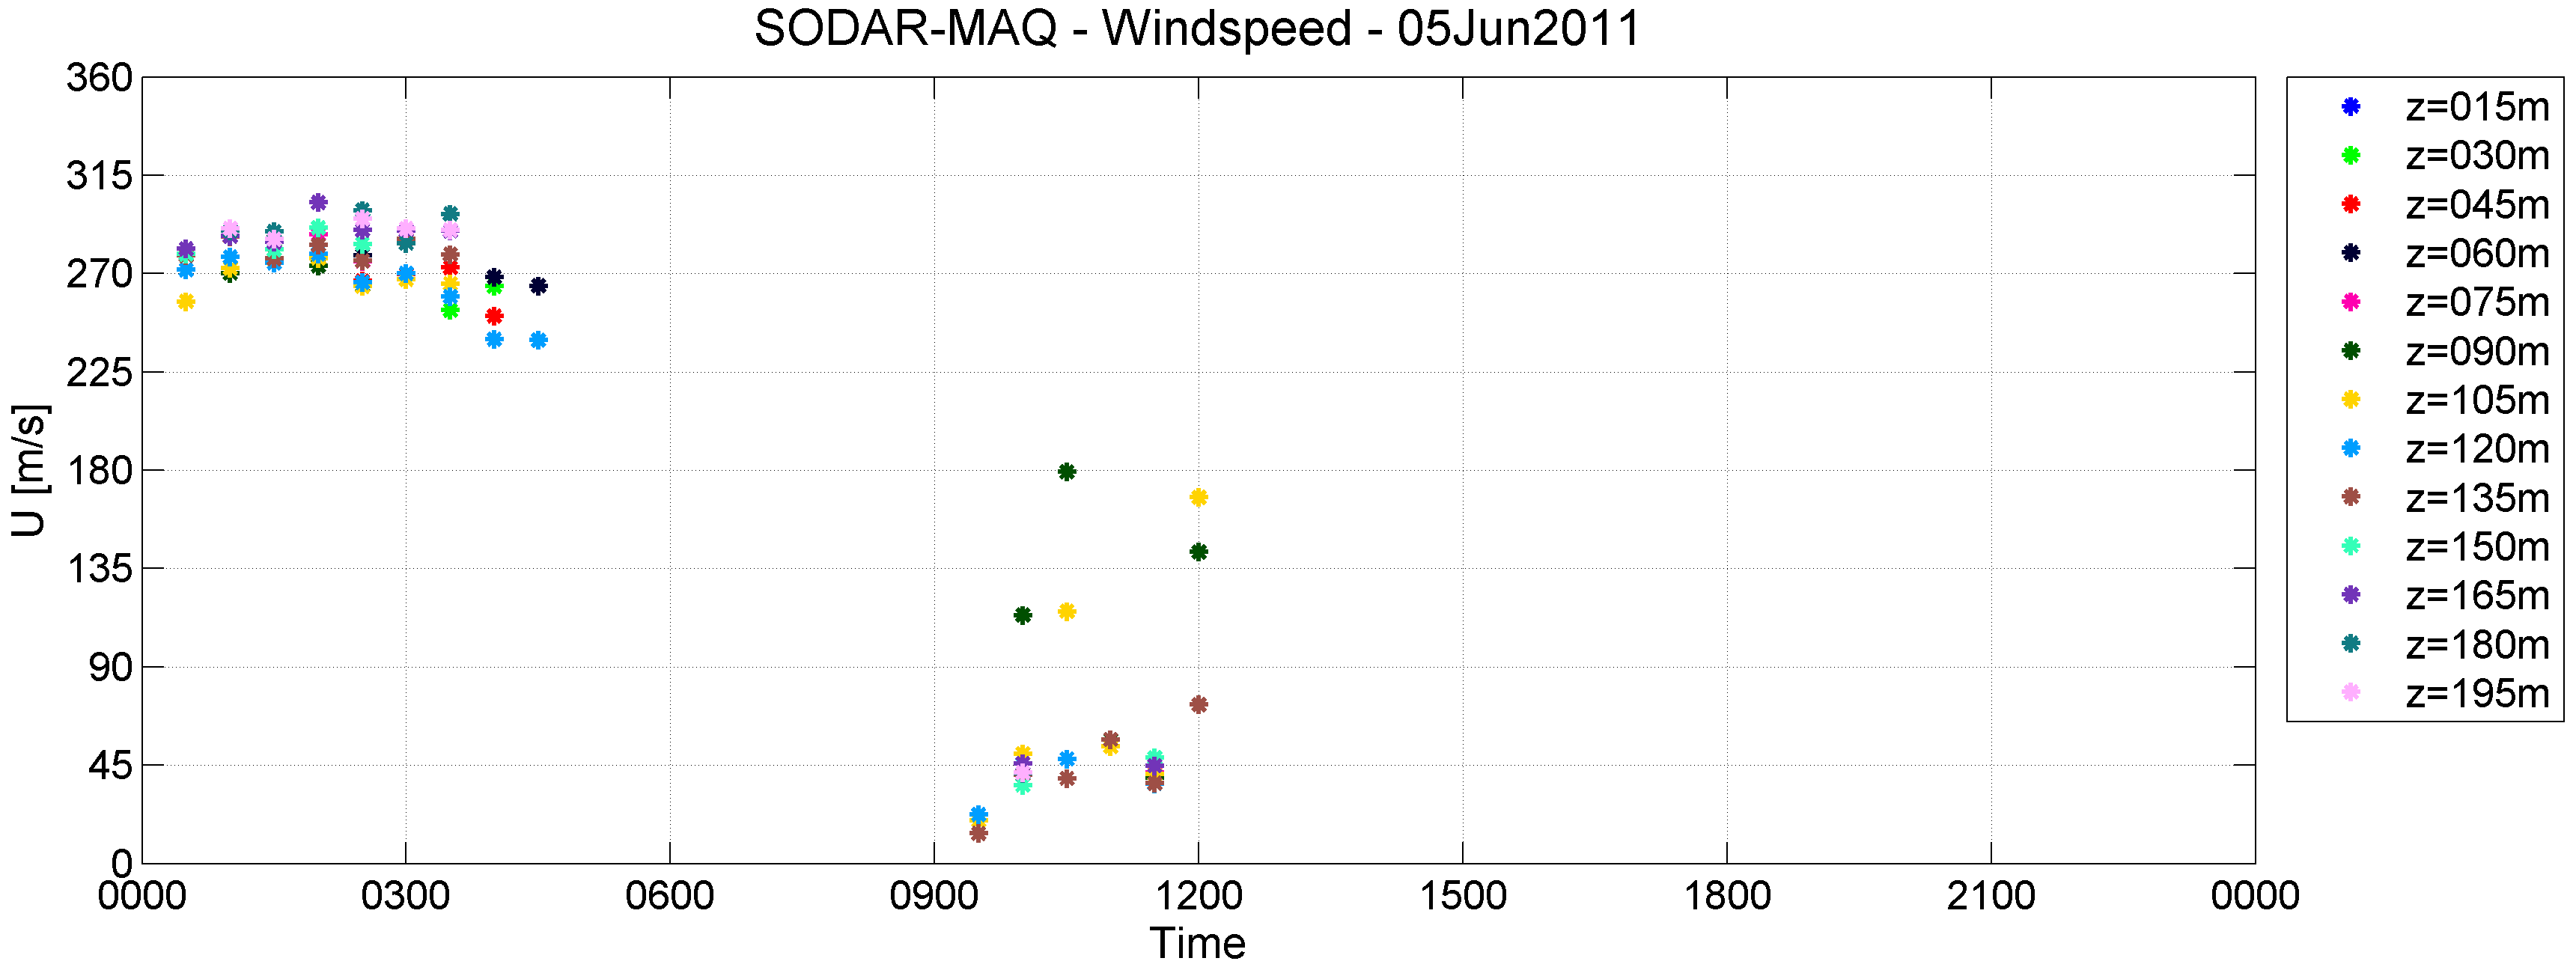 SODAR-MAQ - Windspeed - 05Jun2011
360
315
270
225
180
135
90
45
0
U [m/s]
0000 0300 0600 0900 1200 1500 1800 2100 0000
Time
z=015m
z=030m
z=045m
z=060m
z=075m
z=090m
z=105m
z=120m
z=135m
z=150m
z=165m
z=180m
z=195m